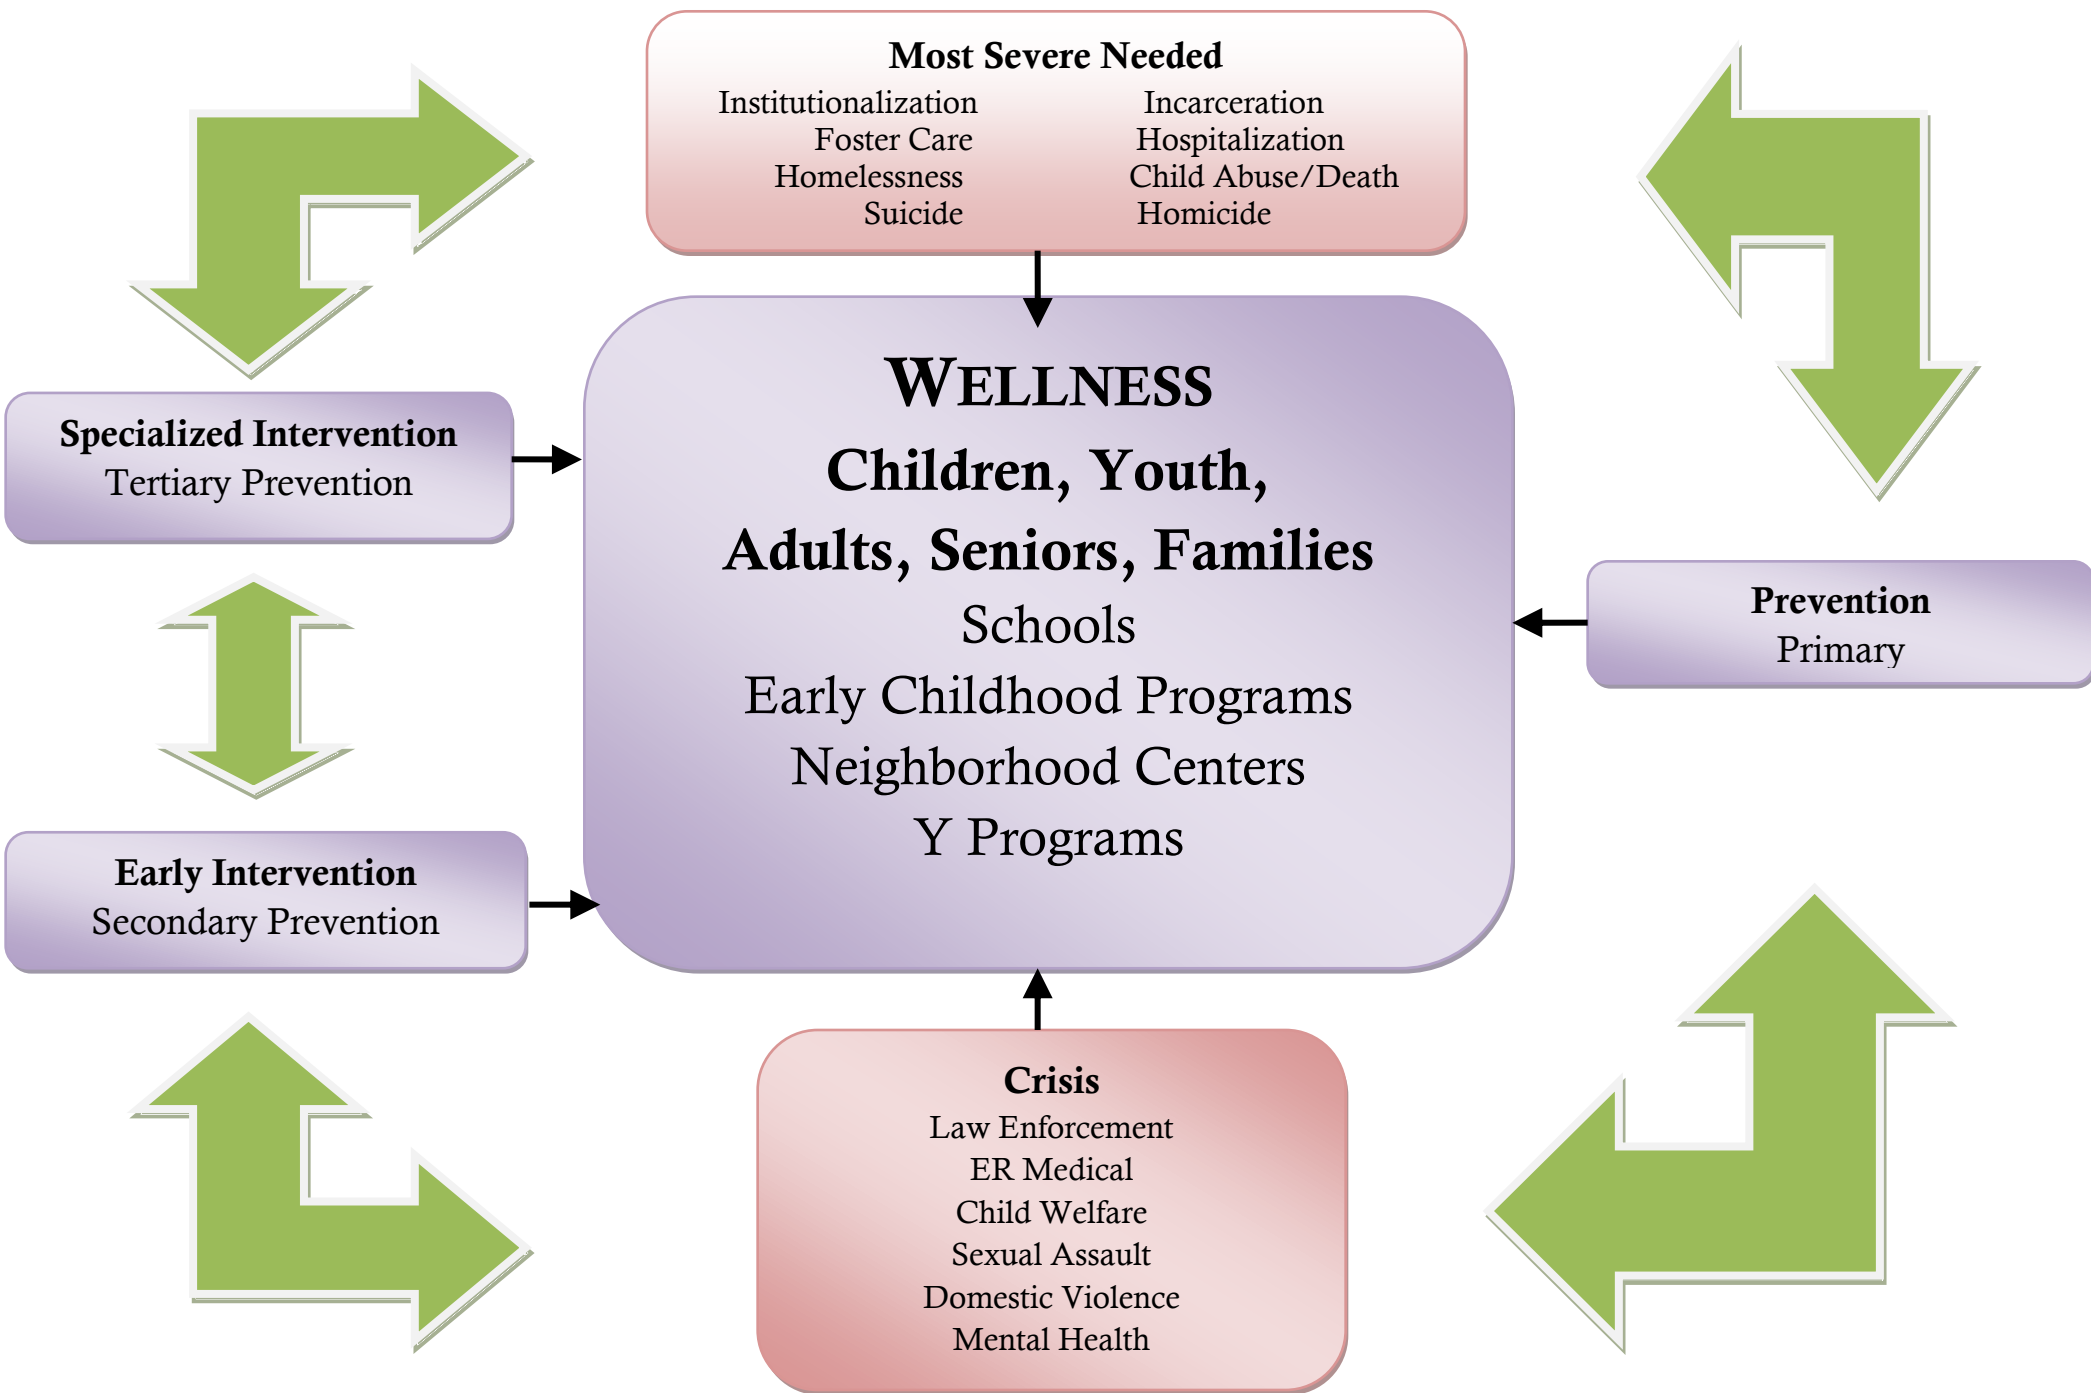 Most Severe Needed
Institutionalization Incarceration
Foster Care Hospitalization
Homelessness Child Abuse/Death
Suicide Homicide
WELLNESS
Children, Youth,
Adults, Seniors, Families
Schools
Early Childhood Programs
Neighborhood Centers
Y Programs
Specialized Intervention
Tertiary Prevention
Prevention
Primary
Early Intervention
Secondary Prevention
Crisis
Law Enforcement
ER Medical
Child Welfare
Sexual Assault
Domestic Violence
Mental Health